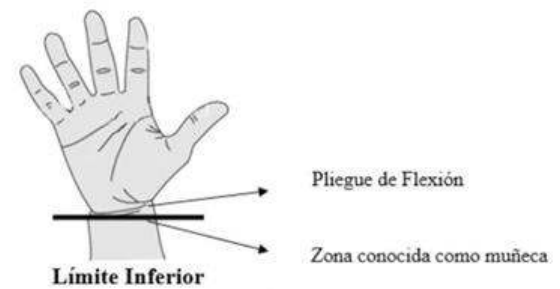 Pliegue de Flexión
Zona conocida como muñeca
Límite Inferior